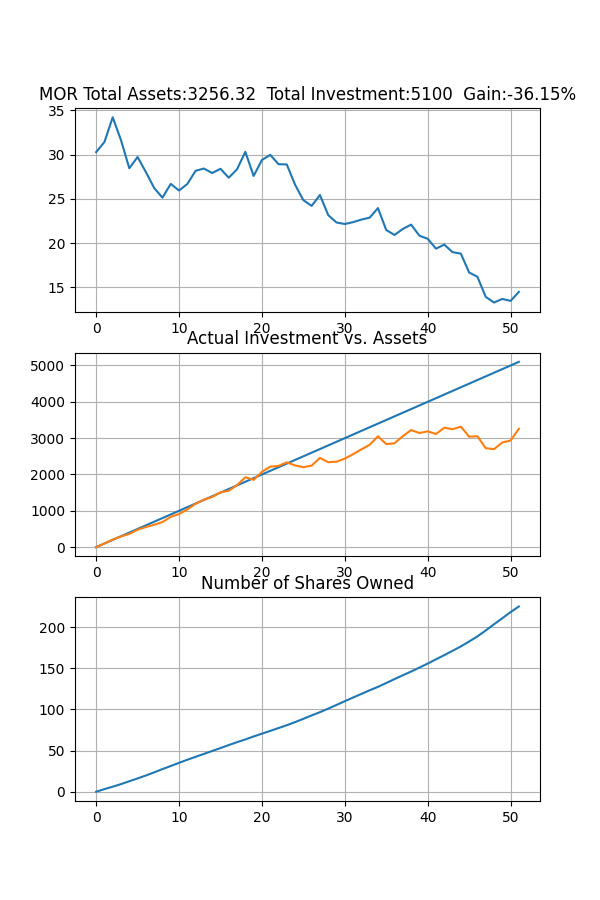 MOR Total Assets:3256.32  Total Investment:5100  Gain:-36.15%
35
30
25
20
15
0 10 20 30 40 50
Actual Investment vs. Assets
5000
4000
3000
2000
1000
0
0 10 20 30 40 50
Number of Shares Owned
200
150
100
50
0
0 10 20 30 40 50